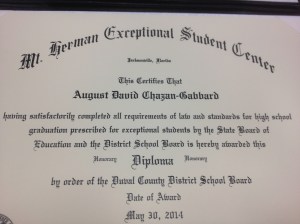 Mt. Herman Exceptional Student Center
Jacksonville, Florida
This Certifies That
August David Chazan-Gabbard
having satisfactorily completed all requirements of law and standards for high school
graduation prescribed for exceptional students by the State Board of
Education and the District School Board is hereby awarded this
Honorary Diploma Honorary
by order of the Duval County District School Board
Date of Award
May 30, 2014